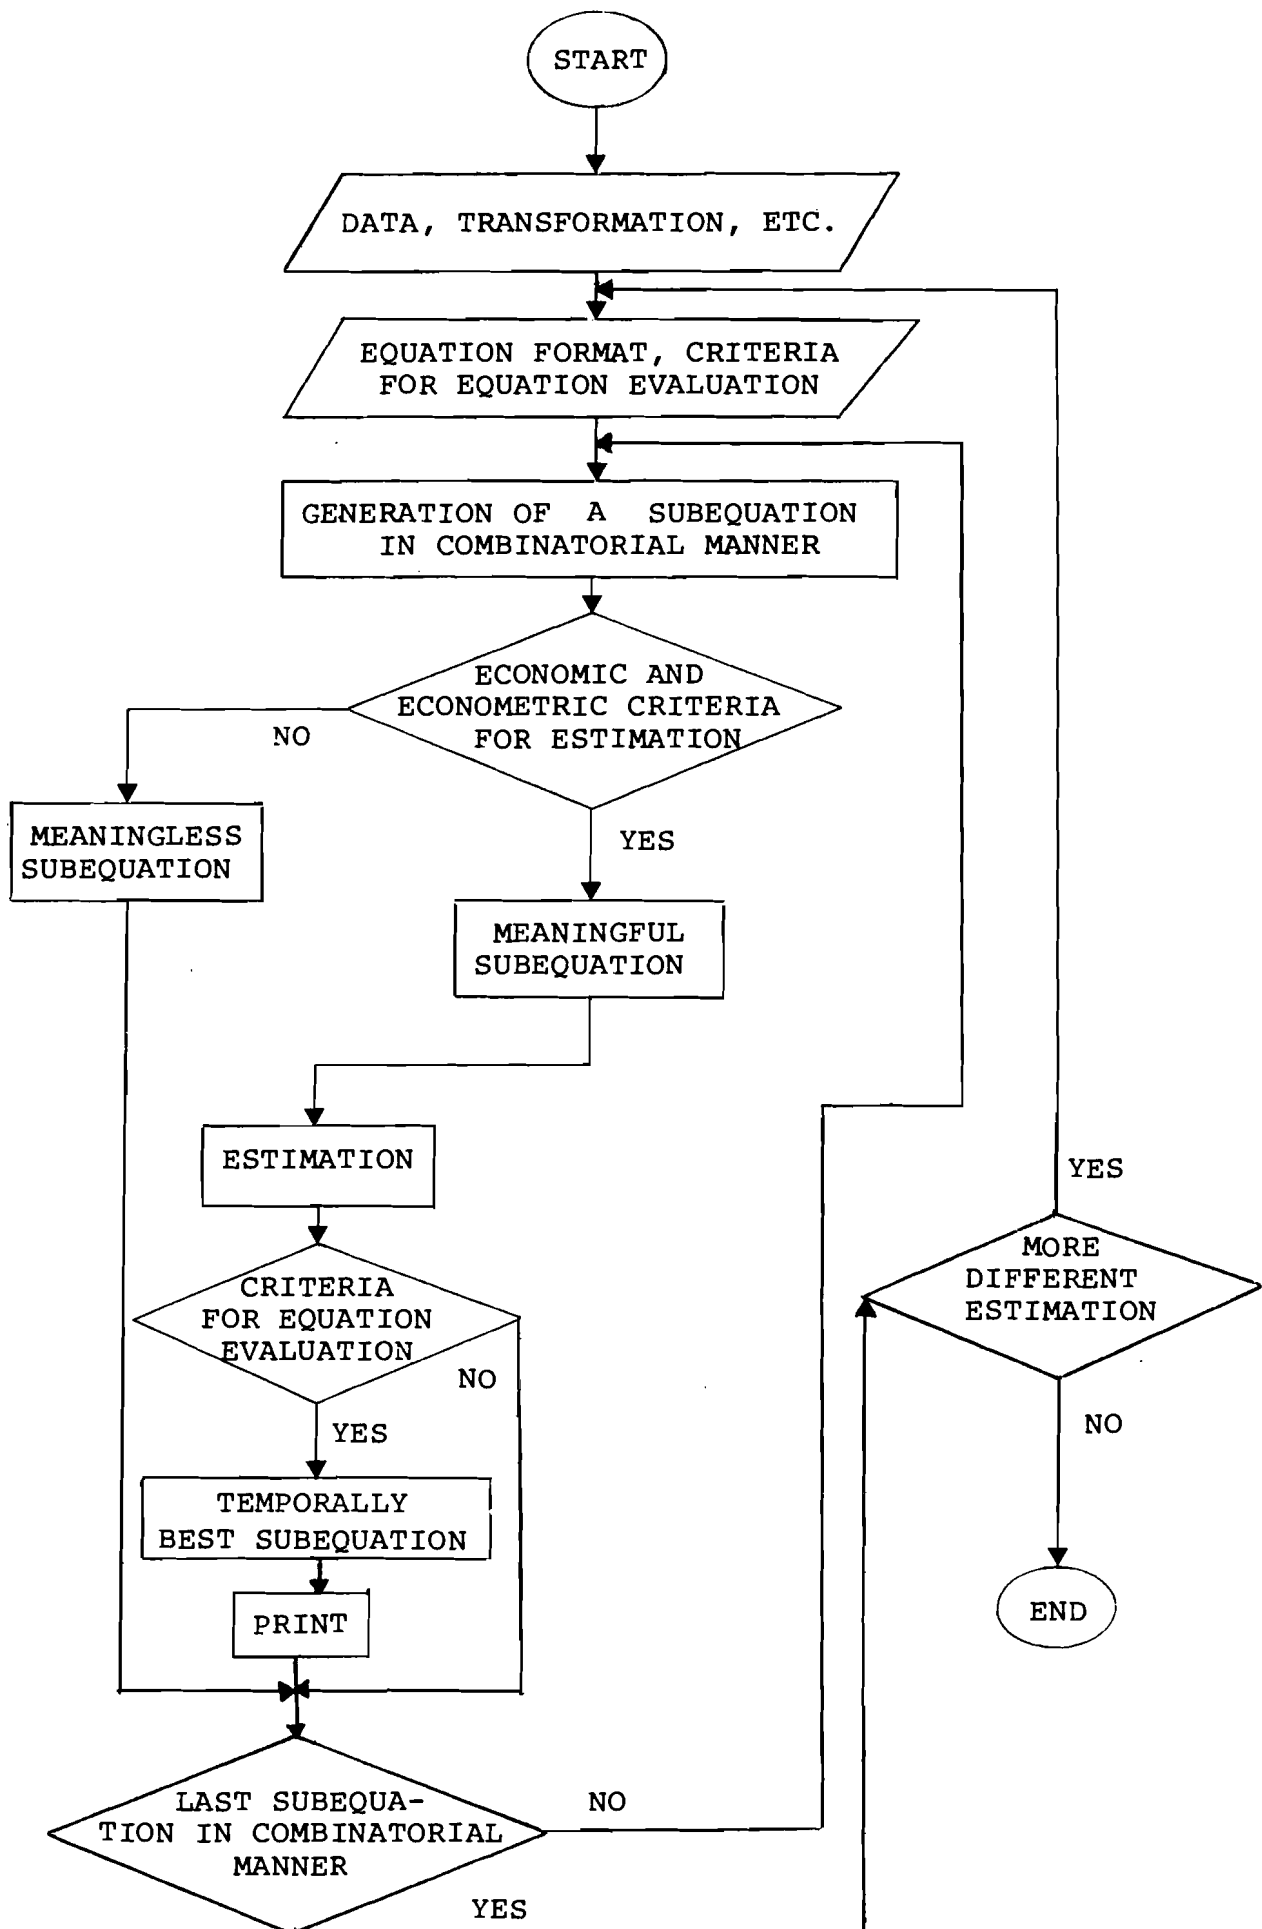 START
DATA, TRANSFORMATION, ETC.
EQUATION FORMAT, CRITERIA
FOR EQUATION EVALUATION
GENERATION OF A SUBEQUATION
IN COMBINATORIAL MANNER
ECONOMIC AND
ECONOMETRIC CRITERIA
FOR ESTIMATION
NO
YES
MEANINGLESS
SUBEQUATION
MEANINGFUL
SUBEQUATION
ESTIMATION
CRITERIA
FOR EQUATION
EVALUATION
NO
YES
TEMPORALLY
BEST SUBEQUATION
PRINT
LAST SUBEQUA-
TION IN COMBINATORIAL
MANNER
NO
YES
YES
MORE
DIFFERENT
ESTIMATION
NO
END